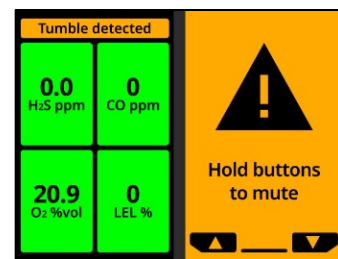 Tumble detected
0.0
H₂S ppm
0
CO ppm
20.9
O₂ %vol
0
LEL %
!
Hold buttons
to mute